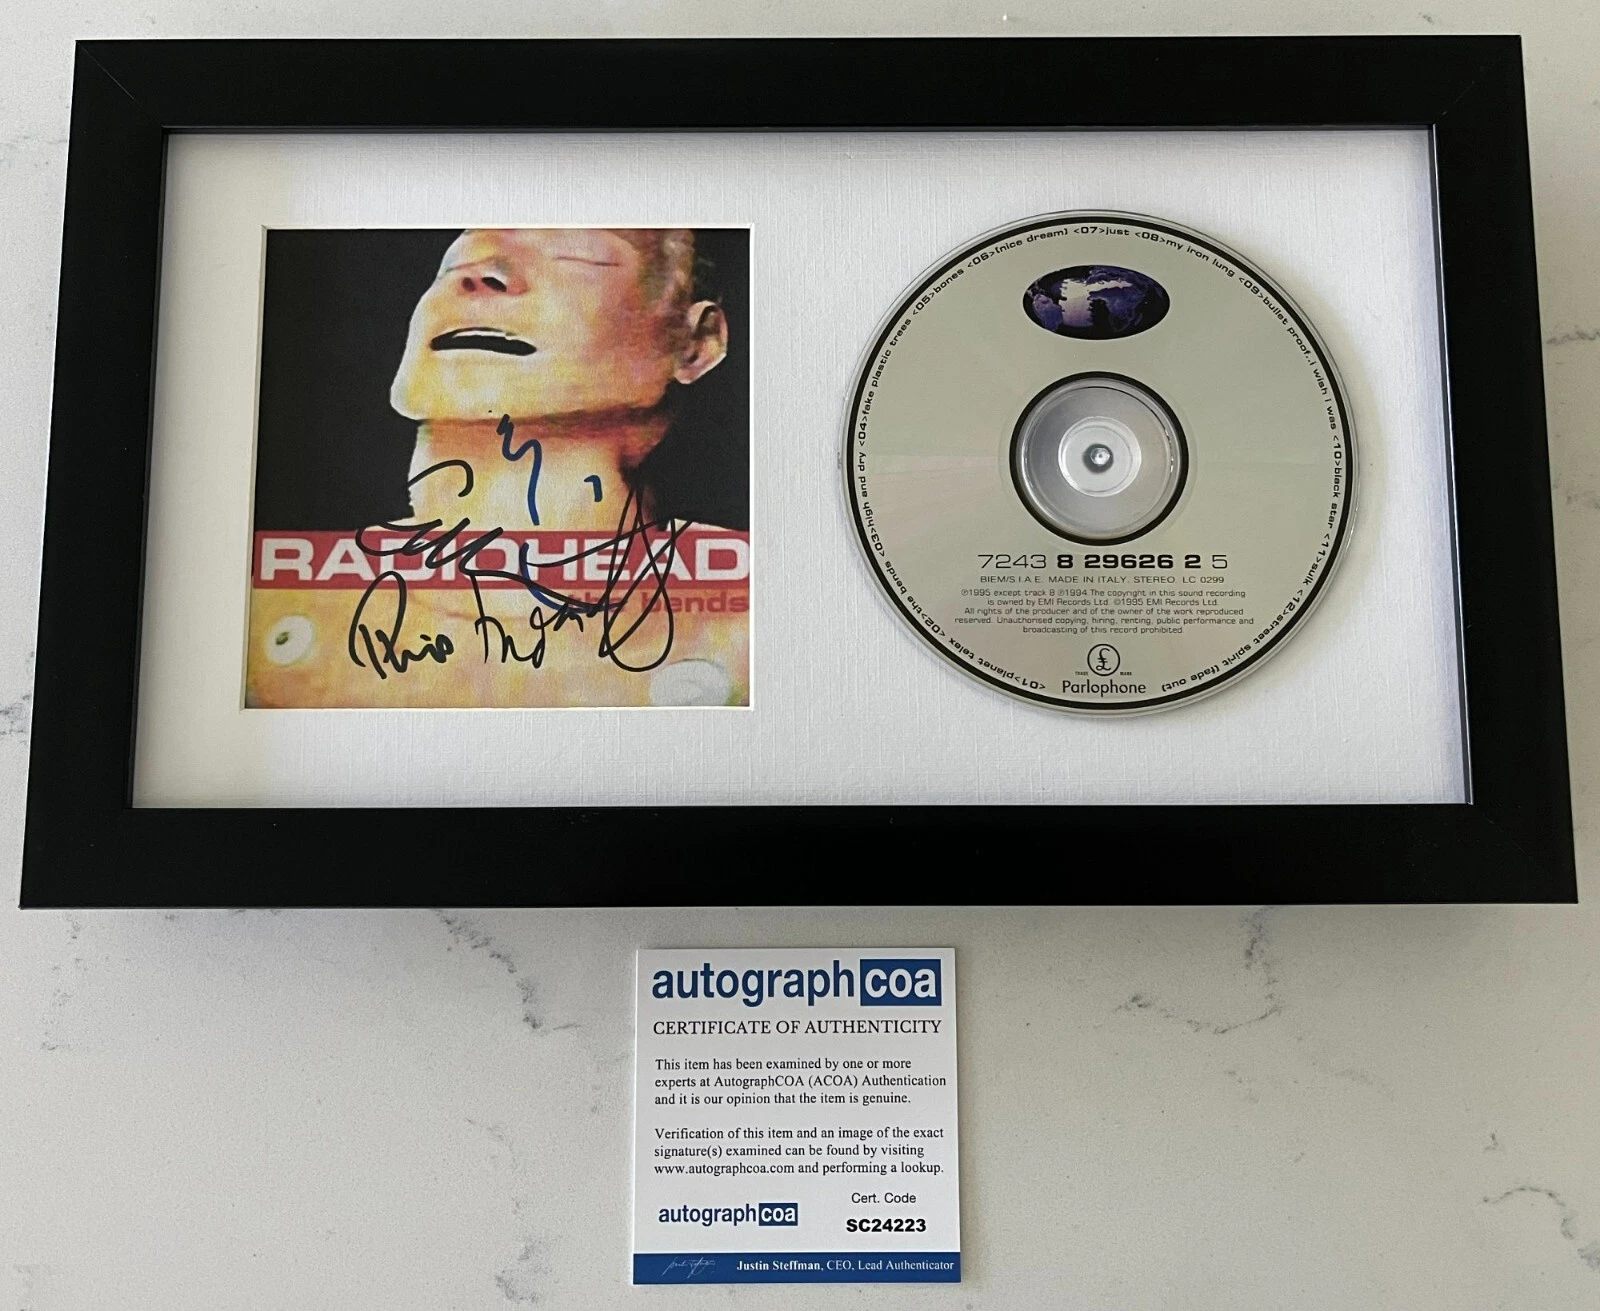 RADIOHEAD
the bends
<01>planet telex <02>the bends <03>high and dry <04>fake plastic trees <05>bones <06>[nice dream] <07>just <08>my iron lung <09>bullet proof..i wish i was <10>black star <11>sulk <12>street spirit (fade out)
7243 8 29626 2 5
BIEM/S.I.A.E. MADE IN ITALY. STEREO. LC 0299
℗1995 except track 8 ℗1994 The copyright in this sound recording
is owned by EMI Records Ltd. ©1995 EMI Records Ltd.
All rights of the producer and of the owner of the work reproduced
reserved. Unauthorised copying, hiring, renting, public performance and
broadcasting of this record prohibited.
£
TRADE MARK
Parlophone
autograph coa
CERTIFICATE OF AUTHENTICITY
This item has been examined by one or more
experts at AutographCOA (ACOA) Authentication
and it is our opinion that the item is genuine.
Verification of this item and an image of the exact
signature(s) examined can be found by visiting
www.autographcoa.com and performing a lookup.
Cert. Code
autograph coa
SC24223
Justin Steffman, CEO, Lead Authenticator